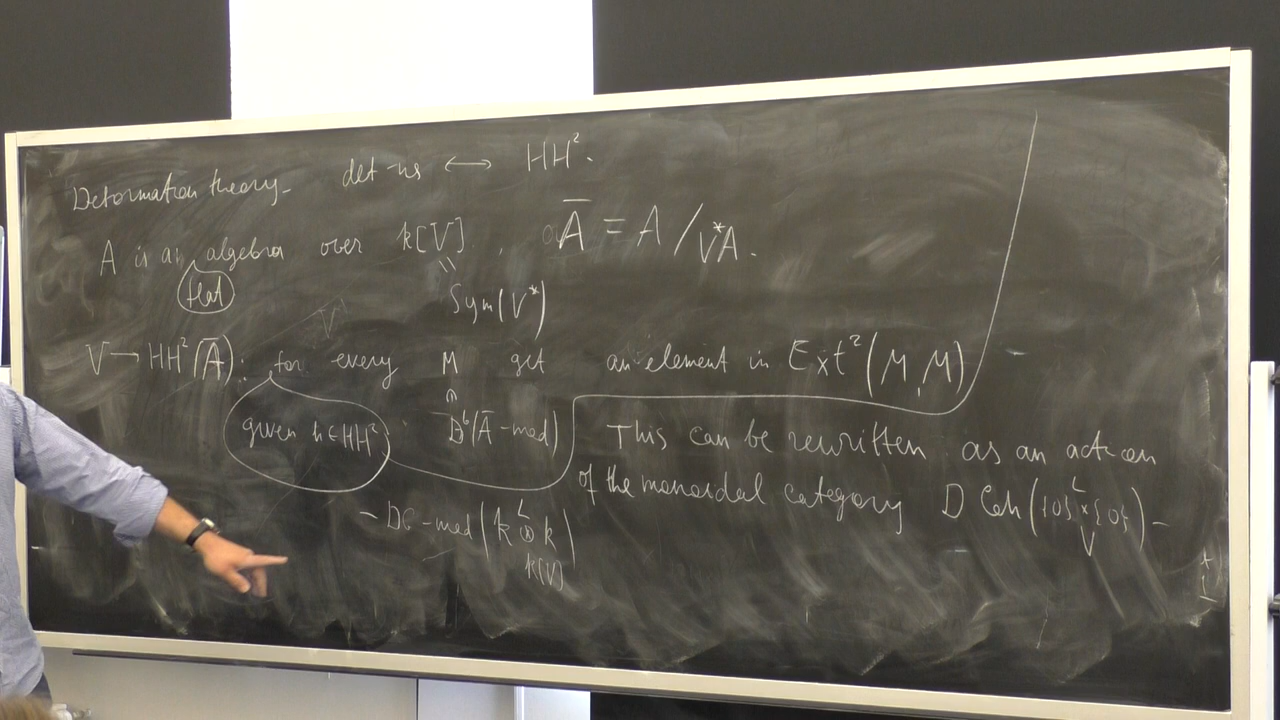 Deformation theory – def-ns ⟷ HH².
A is an algebra over k[V], Ā = A / V*A.
flat
Sym(V*)
V → HH²(Ā): for every M get an element in Ext²(M, M)
given h ∈ HH²
Dᵇ(Ā-mod)
This can be rewritten as an action
of the monoidal category D Coh({0} ×ᴸ_V {0}) –
– DG-mod(k ⊗ᴸ_k[V] k)